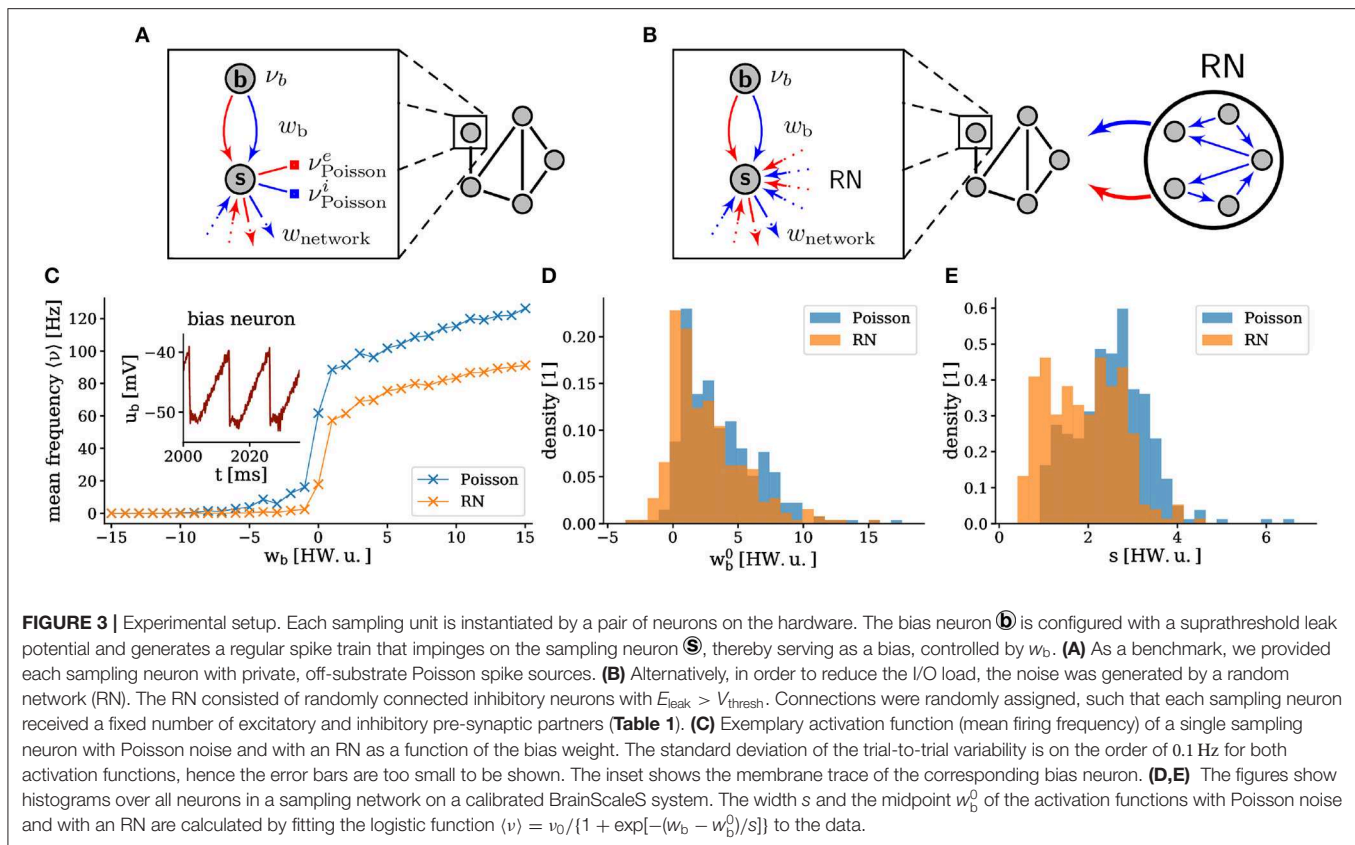 A
b
ν_b
w_b
s
ν^e_Poisson
ν^i_Poisson
w_network
B
b
ν_b
w_b
s
RN
w_network
RN
C
mean frequency ⟨ν⟩ [Hz]
120
100
80
60
40
20
0
bias neuron
u_b [mV]
−40
−50
2000
2020
t [ms]
Poisson
RN
−15
−10
−5
0
5
10
15
w_b [HW. u. ]
D
density [1]
0.20
0.15
0.10
0.05
0.00
Poisson
RN
0
5
10
15
w_b^0 [HW. u. ]
E
density [1]
0.6
0.5
0.4
0.3
0.2
0.1
0.0
Poisson
RN
2
4
6
s [HW. u. ]
FIGURE 3 | Experimental setup. Each sampling unit is instantiated by a pair of neurons on the hardware. The bias neuron ⓑ is configured with a suprathreshold leak
potential and generates a regular spike train that impinges on the sampling neuron ⓢ, thereby serving as a bias, controlled by w_b. (A) As a benchmark, we provided
each sampling neuron with private, off-substrate Poisson spike sources. (B) Alternatively, in order to reduce the I/O load, the noise was generated by a random
network (RN). The RN consisted of randomly connected inhibitory neurons with E_leak > V_thresh. Connections were randomly assigned, such that each sampling neuron
received a fixed number of excitatory and inhibitory pre-synaptic partners (Table 1). (C) Exemplary activation function (mean firing frequency) of a single sampling
neuron with Poisson noise and with an RN as a function of the bias weight. The standard deviation of the trial-to-trial variability is on the order of 0.1 Hz for both
activation functions, hence the error bars are too small to be shown. The inset shows the membrane trace of the corresponding bias neuron. (D,E) The figures show
histograms over all neurons in a sampling network on a calibrated BrainScaleS system. The width s and the midpoint w_b^0 of the activation functions with Poisson noise
and with an RN are calculated by fitting the logistic function ⟨ν⟩ = ν_0/{1 + exp[−(w_b − w_b^0)/s]} to the data.